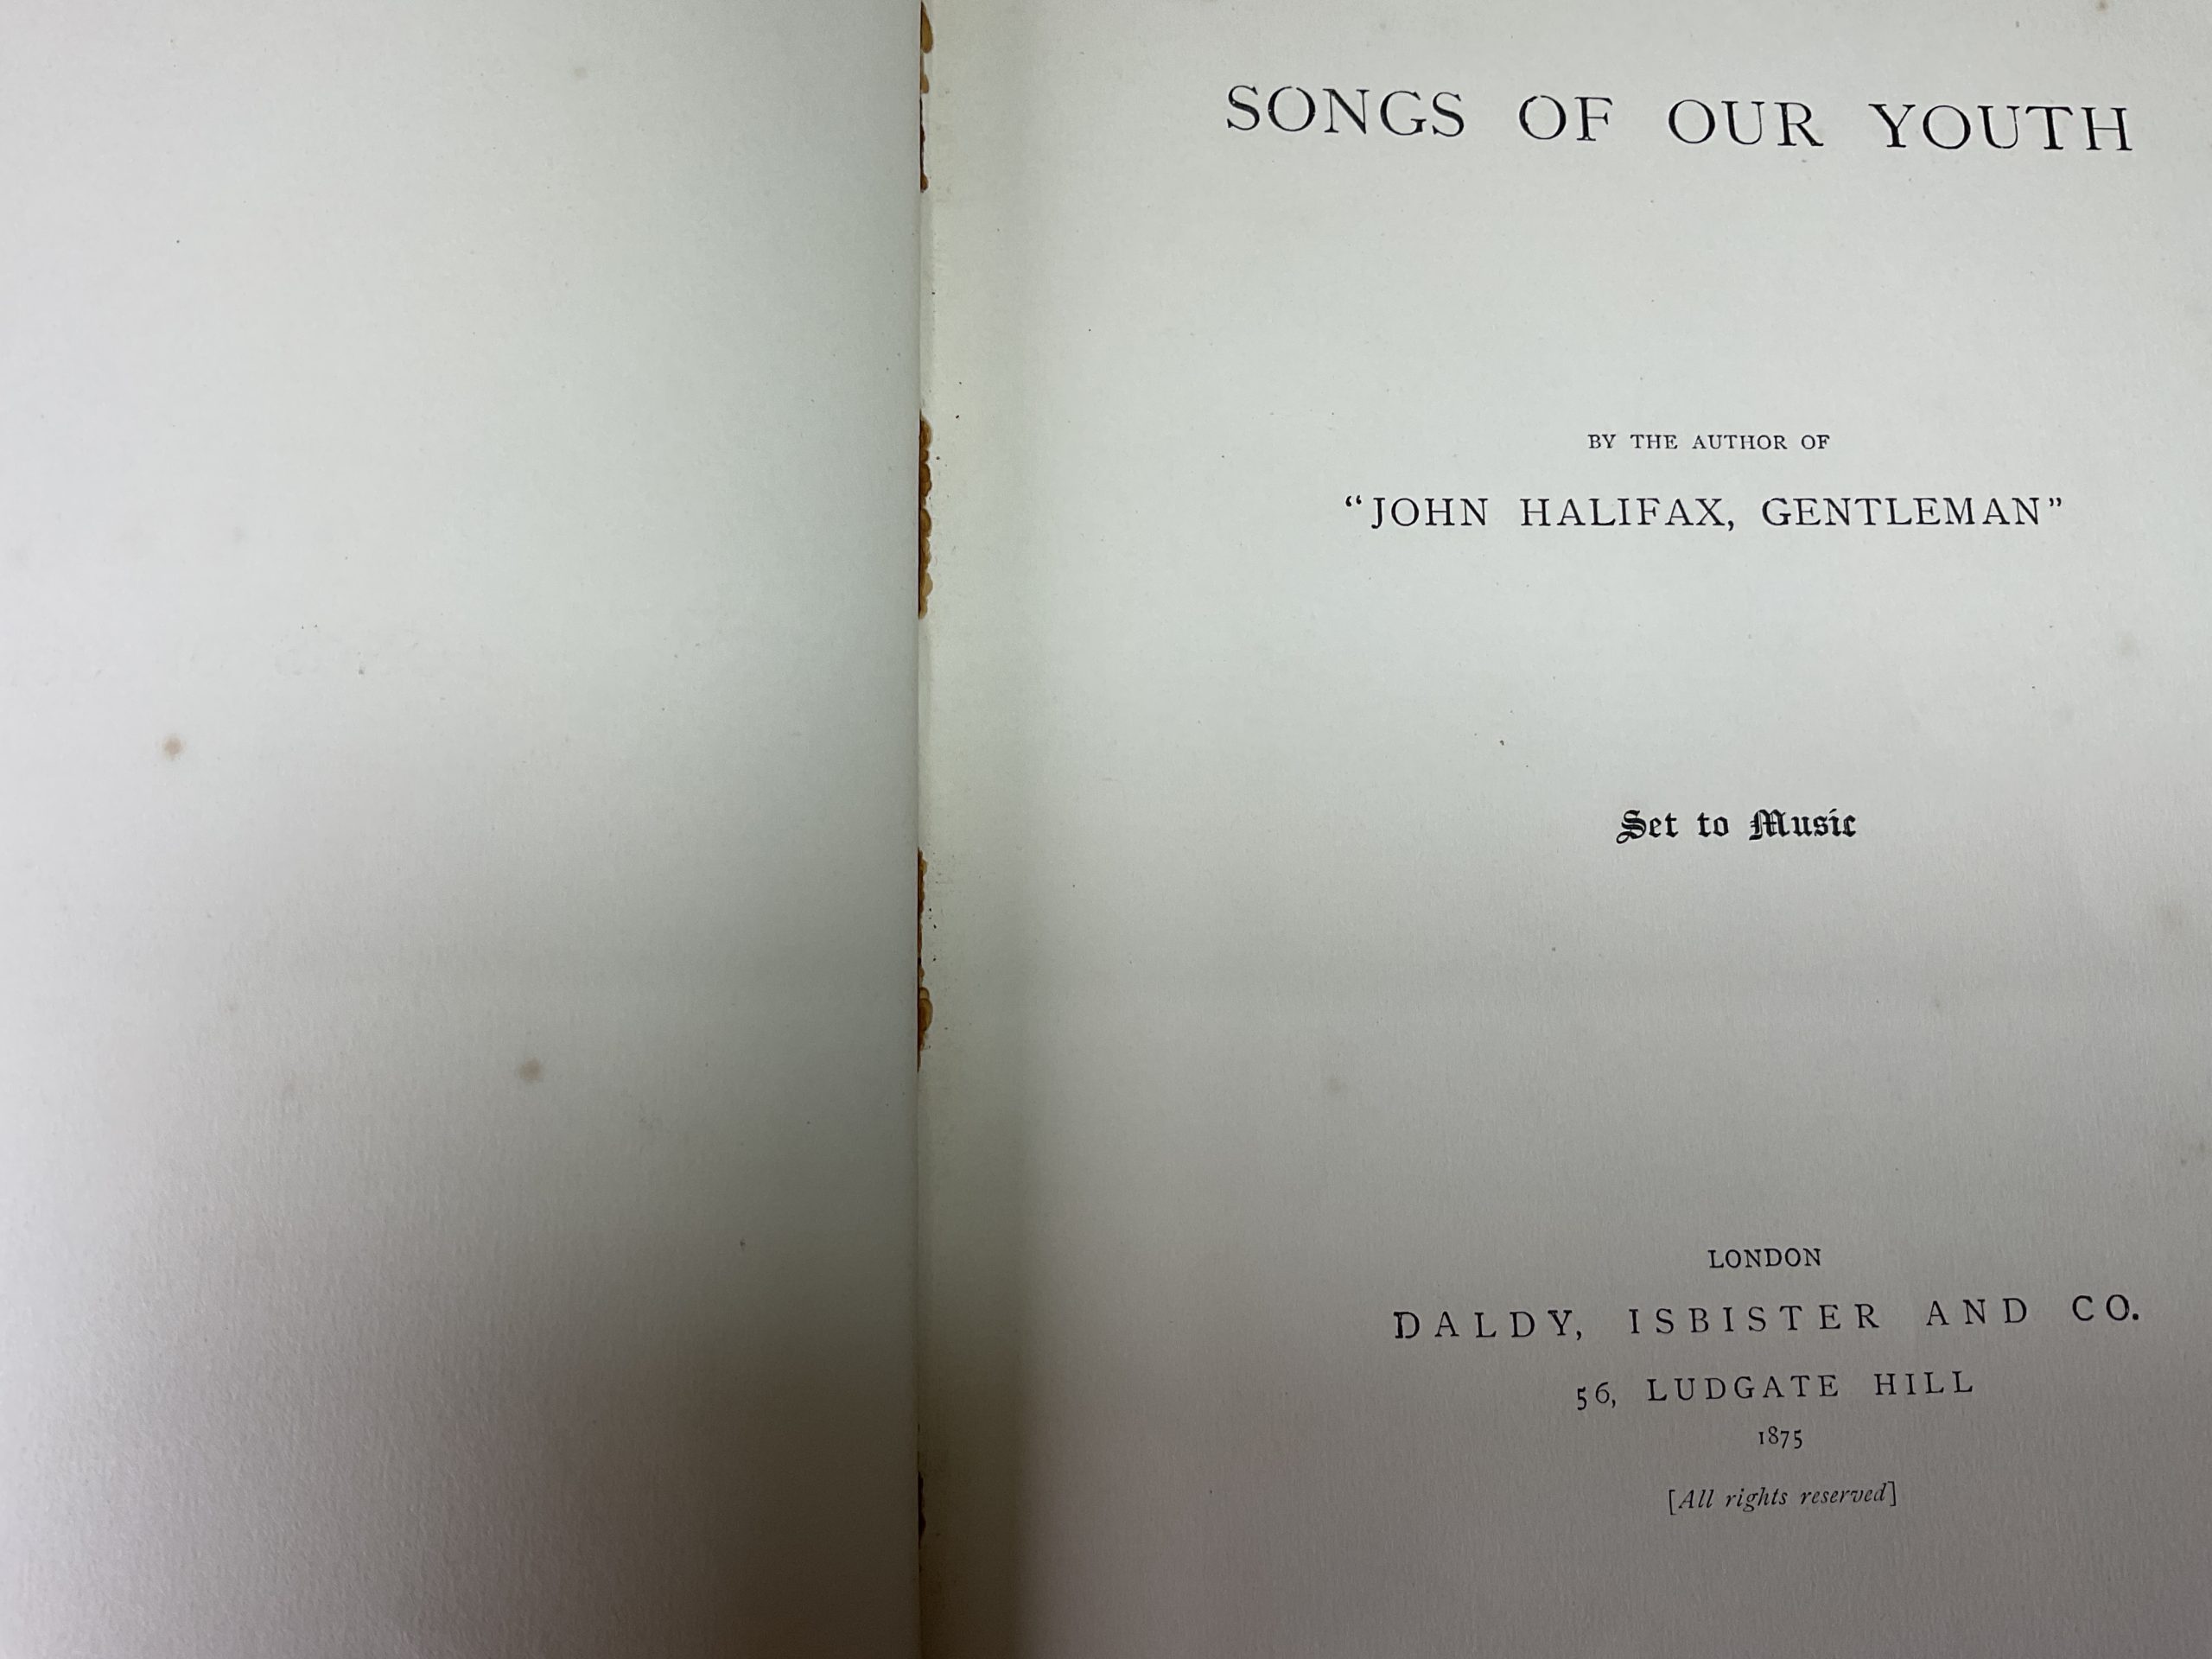 SONGS OF OUR YOUTH
BY THE AUTHOR OF
“JOHN HALIFAX, GENTLEMAN”
Set to Music
LONDON
DALDY, ISBISTER AND CO.
56, LUDGATE HILL
1875
[All rights reserved]